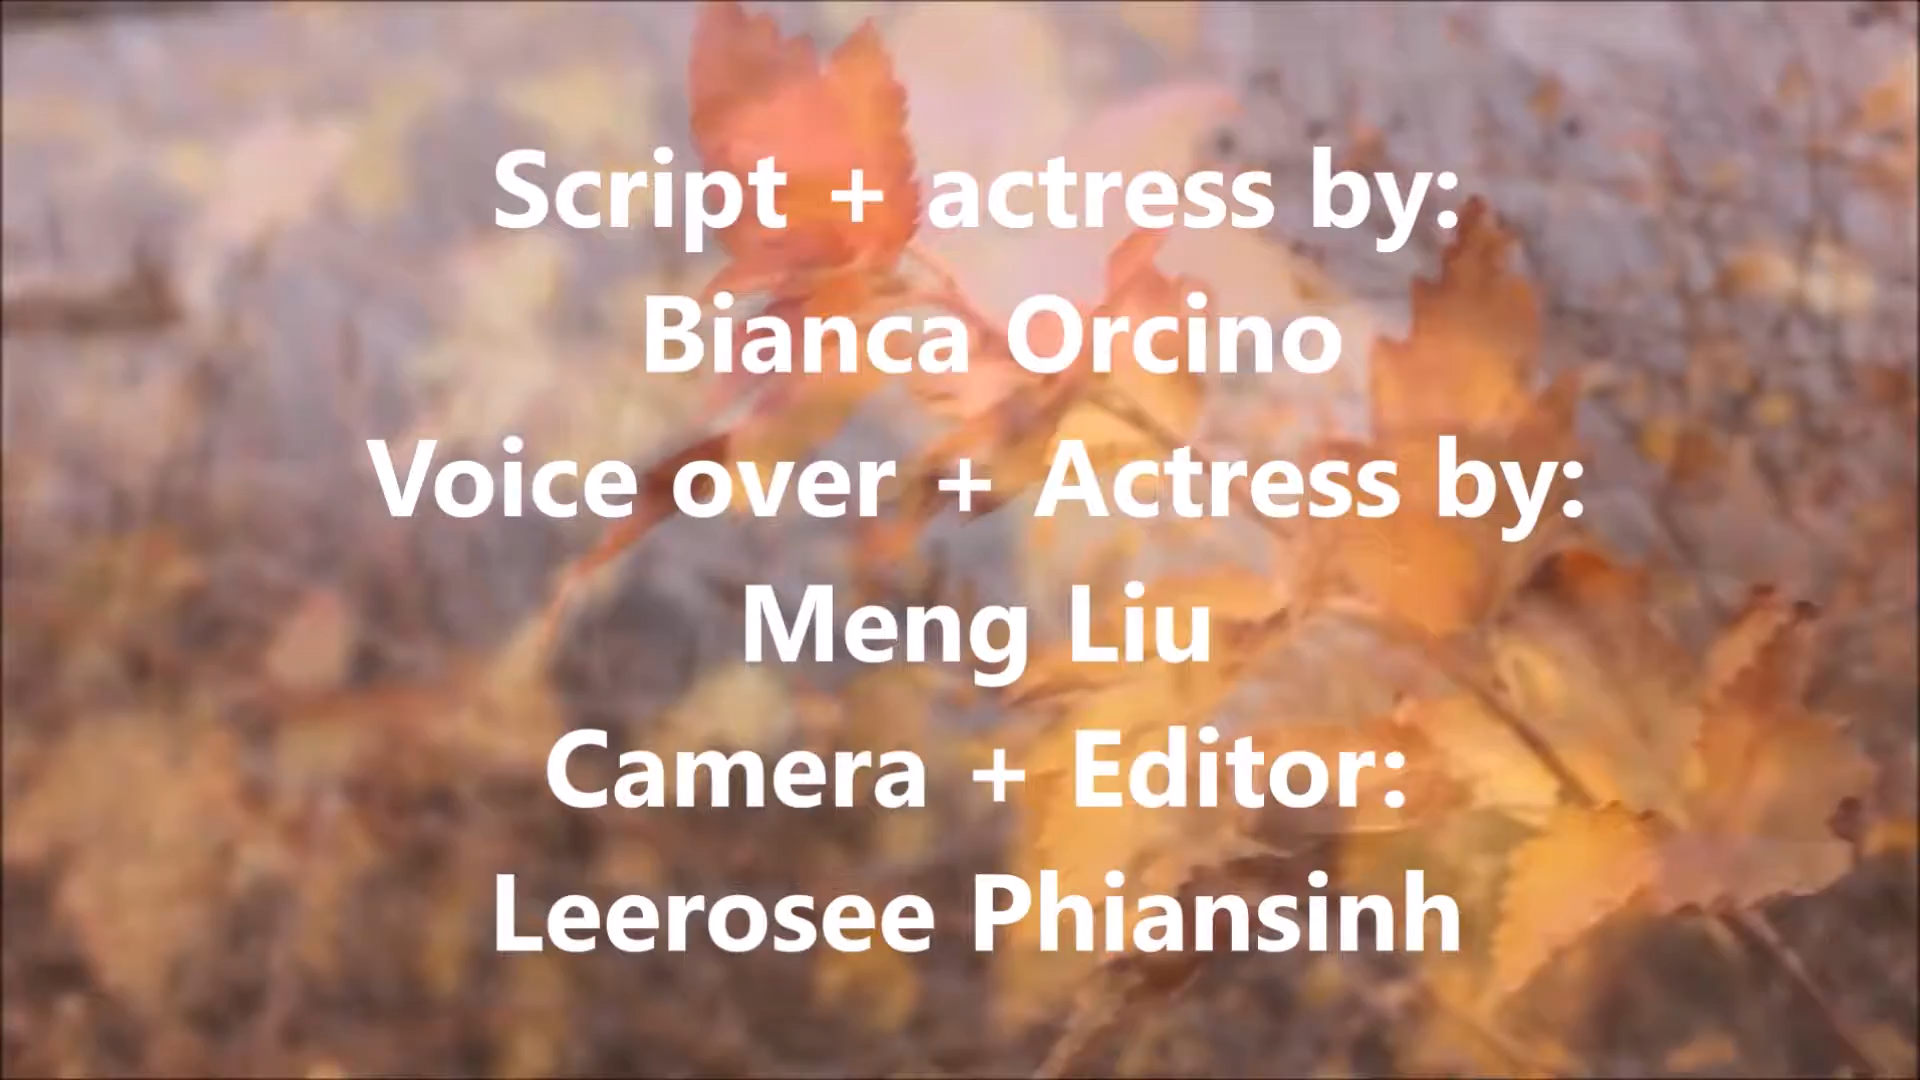 Script + actress by:
Bianca Orcino
Voice over + Actress by:
Meng Liu
Camera + Editor:
Leerosee Phiansinh